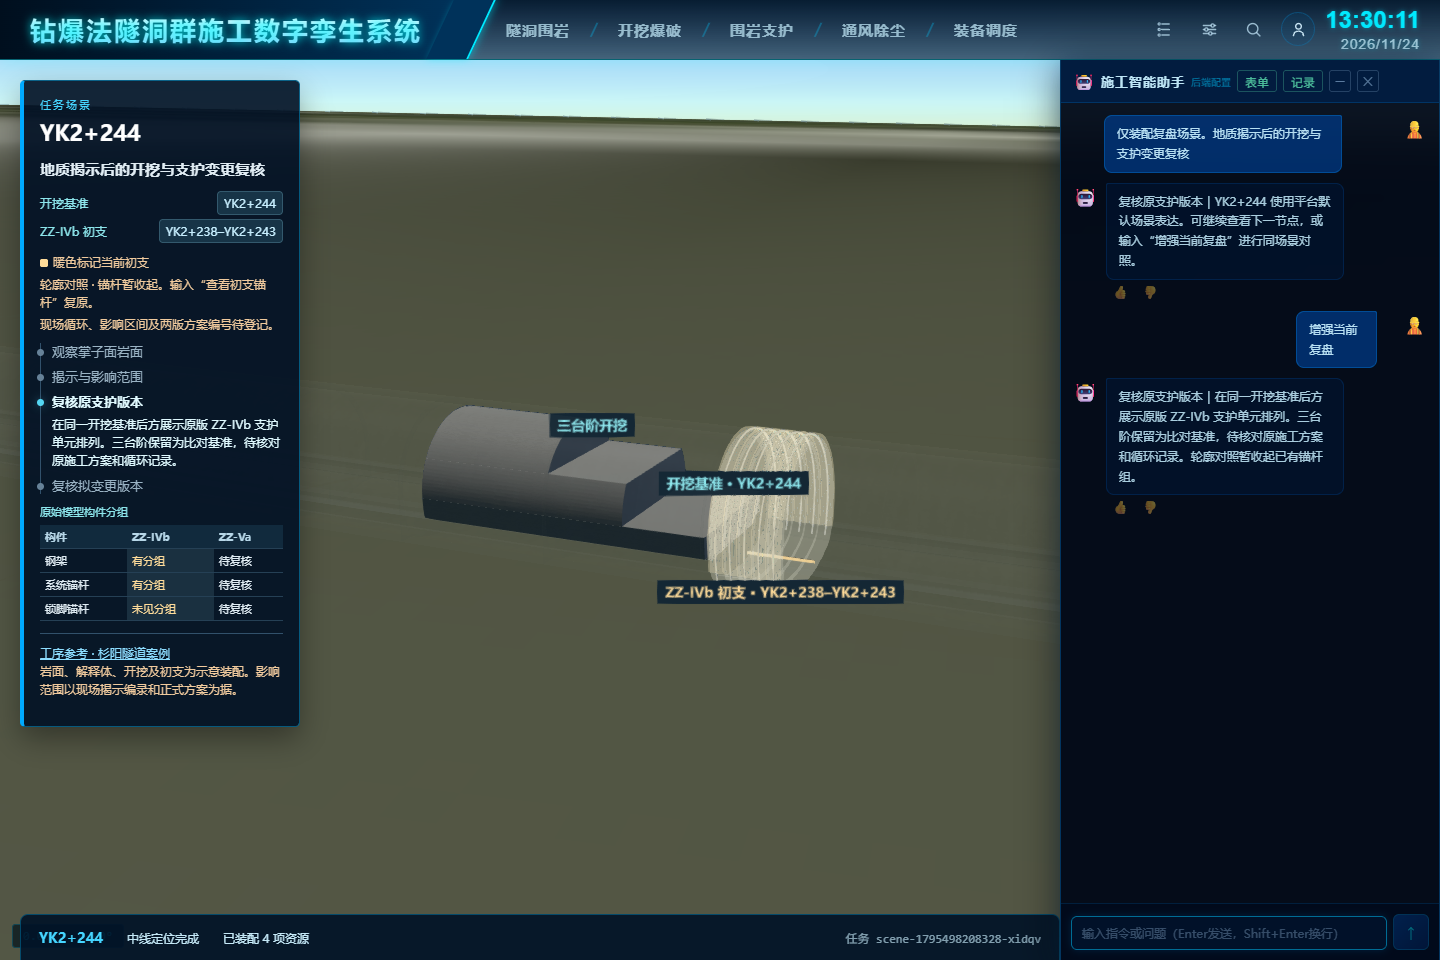 钻爆法隧洞群施工数字孪生系统
隧洞围岩 / 开挖爆破 / 围岩支护 / 通风除尘 / 装备调度
13:30:11
2026/11/24
任务场景
YK2+244
地质揭示后的开挖与支护变更复核
开挖基准 YK2+244
ZZ-IVb 初支 YK2+238—YK2+243
暖色标记当前初支
轮廓对照 · 锚杆暂收起。输入“查看初支锚
杆”复原。
现场循环、影响区间及两版方案编号待登记。
观察掌子面岩面
揭示与影响范围
复核原支护版本
在同一开挖基准后方展示原版 ZZ-IVb 支护
单元排列。三台阶保留为比对基准，待核对
原施工方案和循环记录。
复核拟变更版本
原始模型构件分组
构件 ZZ-IVb ZZ-Va
钢架 有分组 待复核
系统锚杆 有分组 待复核
锁脚锚杆 未见分组 待复核
工序参考 · 杉阳隧道案例
岩面、解释体、开挖及初支为示意装配。影响
范围以现场揭示编录和正式方案为据。
三台阶开挖
开挖基准 · YK2+244
ZZ-IVb 初支 · YK2+238—YK2+243
YK2+244 中线定位完成 已装配 4 项资源
任务 scene-1795498208328-xidqv
施工智能助手 后端配置 表单 记录
仅装配复盘场景。地质揭示后的开挖与
支护变更复核
复核原支护版本 | YK2+244 使用平台默
认场景表达。可继续查看下一节点，或
输入“增强当前复盘”进行同场景对
照。
增强当前
复盘
复核原支护版本 | 在同一开挖基准后方
展示原版 ZZ-IVb 支护单元排列。三台
阶保留为比对基准，待核对原施工方案
和循环记录。轮廓对照暂收起已有锚杆
组。
输入指令或问题（Enter发送，Shift+Enter换行）